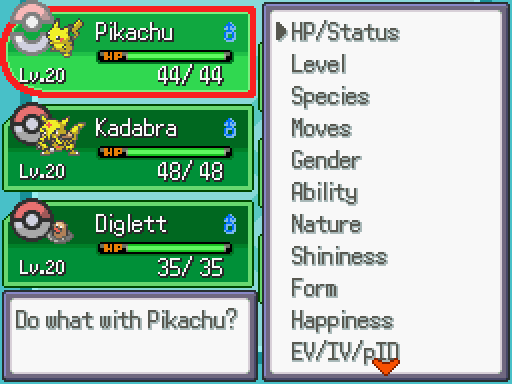 Pikachu ♂
HP
Lv.20 44/ 44
Kadabra ♂
HP
Lv.20 48/ 48
Diglett ♂
HP
Lv.20 35/ 35
Do what with Pikachu?
HP/Status
Level
Species
Moves
Gender
Ability
Nature
Shininess
Form
Happiness
EV/IV/pID